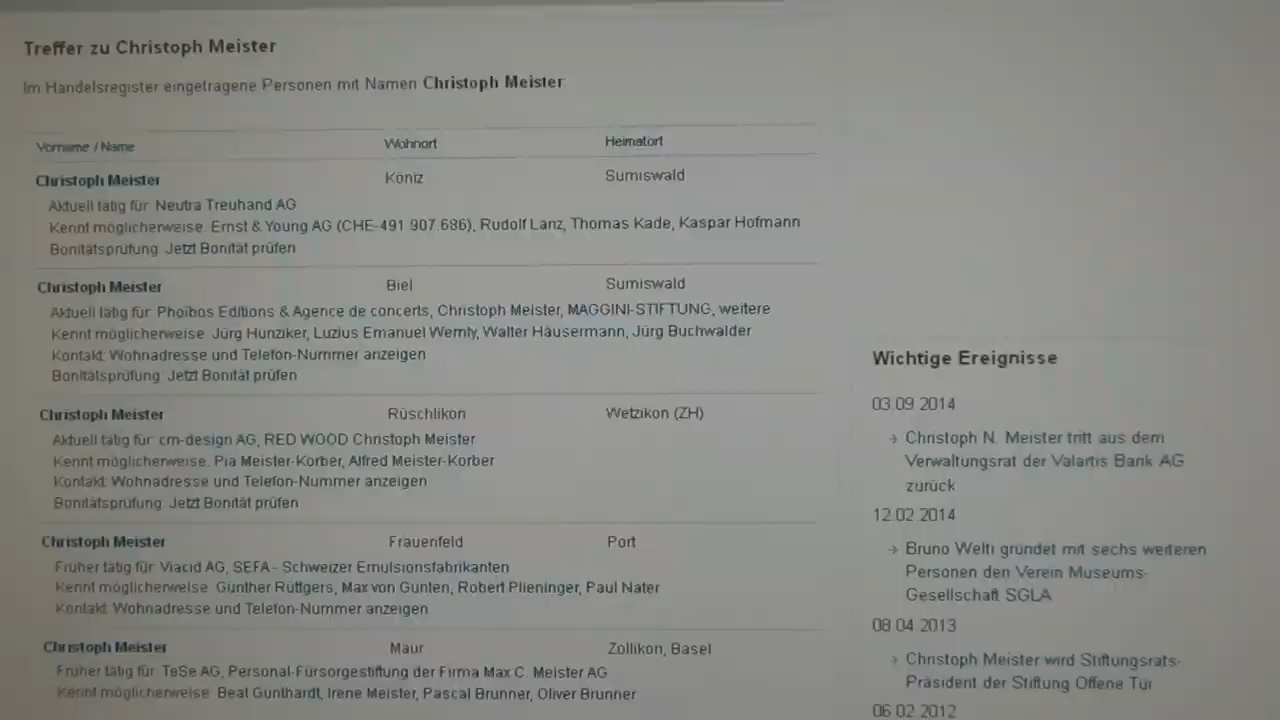 Treffer zu Christoph Meister
Im Handelsregister eingetragene Personen mit Namen Christoph Meister
Vorname / Name Wohnort Heimatort
Christoph Meister Köniz Sumiswald
Aktuell tätig für: Neutra Treuhand AG
Kennt möglicherweise: Ernst & Young AG (CHE-491.907.686), Rudolf Lanz, Thomas Kade, Kaspar Hofmann
Bonitätsprüfung: Jetzt Bonität prüfen
Christoph Meister Biel Sumiswald
Aktuell tätig für: Phoibos Editions & Agence de concerts, Christoph Meister, MAGGINI-STIFTUNG, weitere
Kennt möglicherweise: Jürg Hunziker, Luzius Emanuel Wernly, Walter Häusermann, Jürg Buchwalder
Kontakt: Wohnadresse und Telefon-Nummer anzeigen
Bonitätsprüfung: Jetzt Bonität prüfen
Christoph Meister Rüschlikon Wetzikon (ZH)
Aktuell tätig für: cm-design AG, RED WOOD Christoph Meister
Kennt möglicherweise: Pia Meister-Korber, Alfred Meister-Korber
Kontakt: Wohnadresse und Telefon-Nummer anzeigen
Bonitätsprüfung: Jetzt Bonität prüfen
Christoph Meister Frauenfeld Port
Früher tätig für: Viacid AG, SEFA - Schweizer Emulsionsfabrikanten
Kennt möglicherweise: Günther Rüttgers, Max von Gunten, Robert Plieninger, Paul Nater
Kontakt: Wohnadresse und Telefon-Nummer anzeigen
Christoph Meister Maur Zollikon, Basel
Früher tätig für: TeSe AG, Personal-Fürsorgestiftung der Firma Max C. Meister AG
Kennt möglicherweise: Beat Günthardt, Irene Meister, Pascal Brunner, Oliver Brunner
Wichtige Ereignisse
03.09.2014
→ Christoph N. Meister tritt aus dem
Verwaltungsrat der Valartis Bank AG
zurück
12.02.2014
→ Bruno Welti gründet mit sechs weiteren
Personen den Verein Museums-
Gesellschaft SGLA
08.04.2013
→ Christoph Meister wird Stiftungsrats-
Präsident der Stiftung Offene Tür
06.02.2012